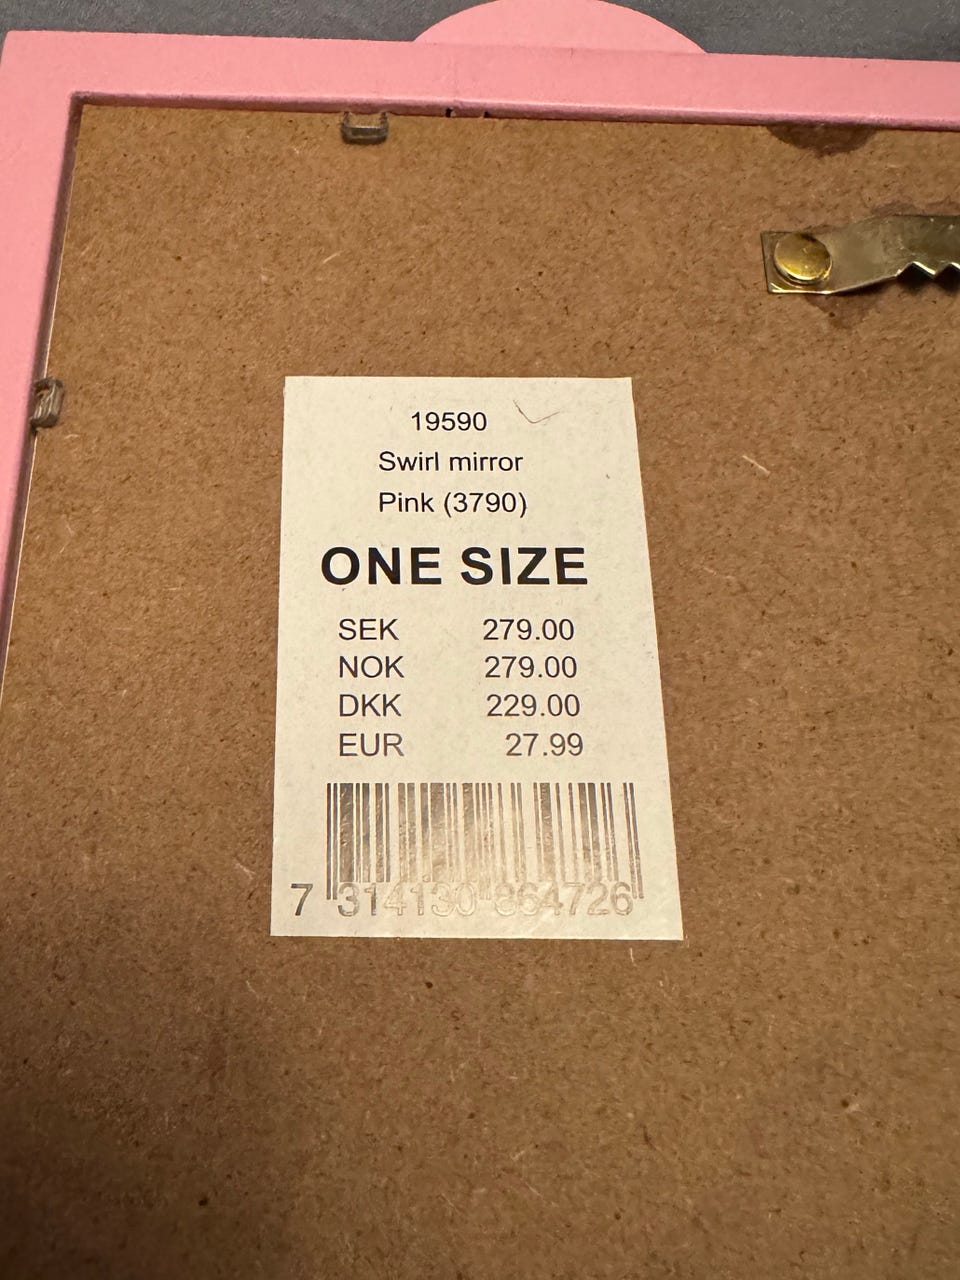 19590
Swirl mirror
Pink (3790)
ONE SIZE
SEK 279.00
NOK 279.00
DKK 229.00
EUR 27.99
7 314130 864726